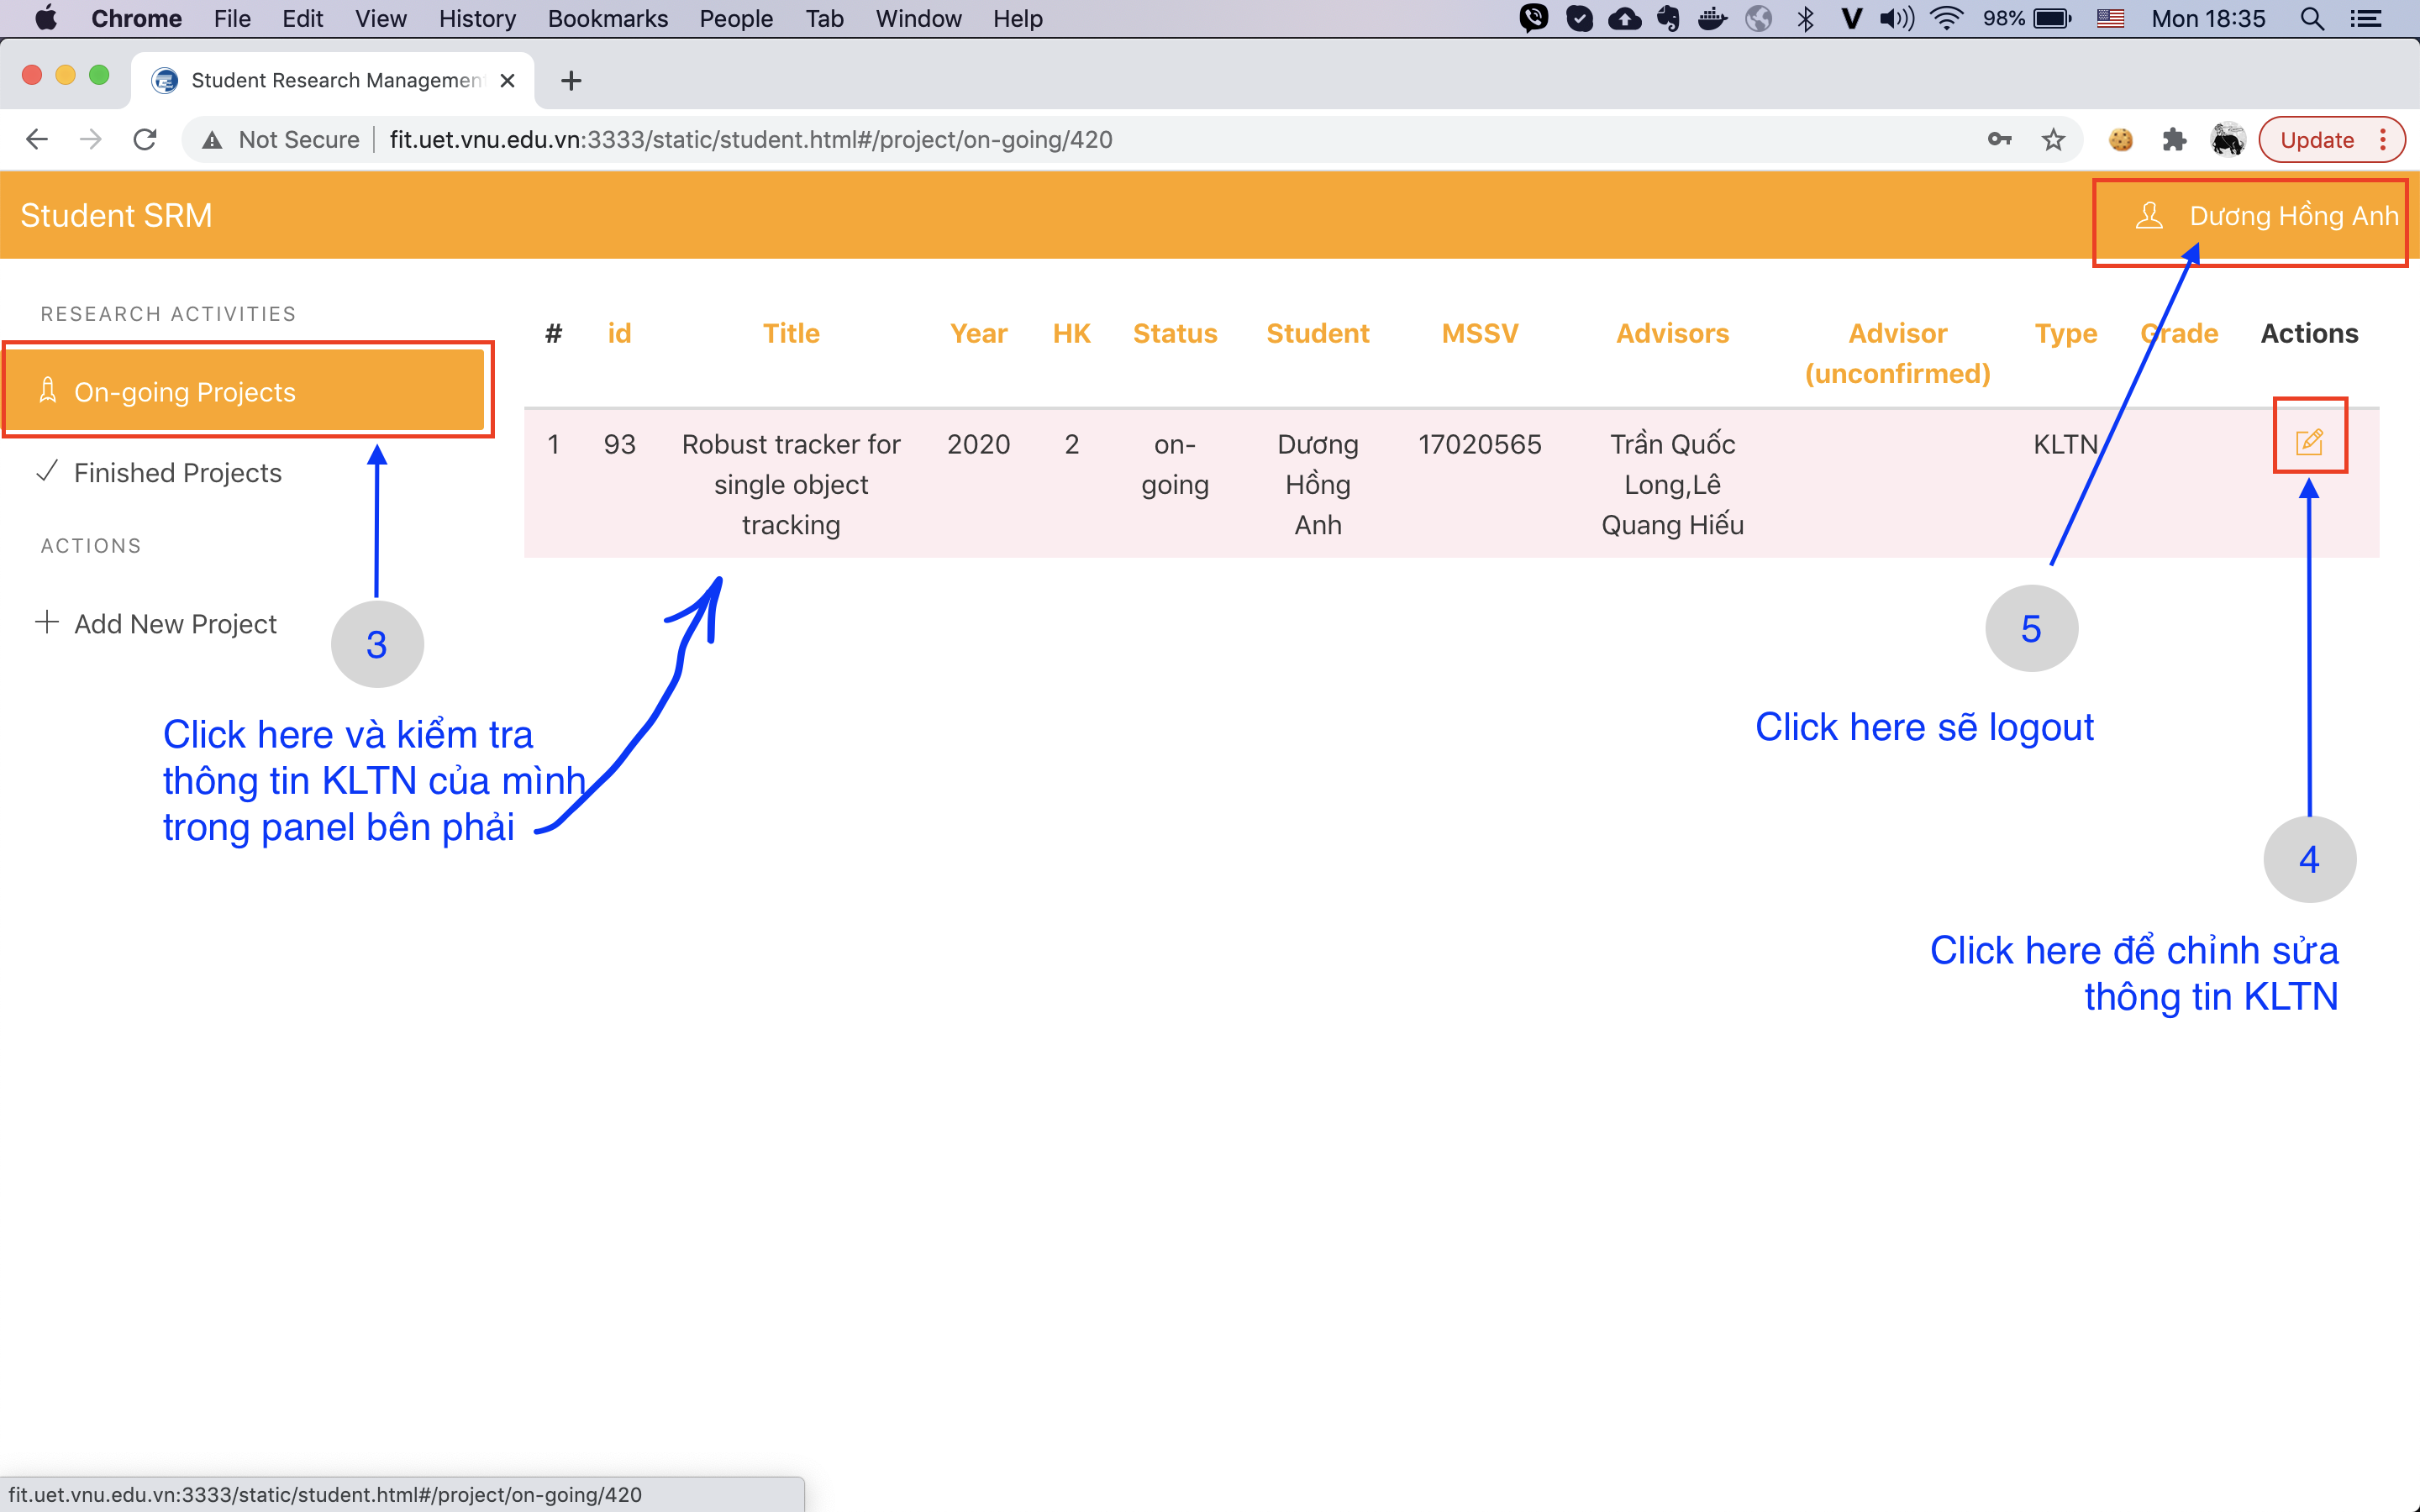 Chrome File Edit View History Bookmarks People Tab Window Help 98% Mon 18:35
Student Research Managemen
Not Secure fit.uet.vnu.edu.vn:3333/static/student.html#/project/on-going/420 Update
Student SRM Dương Hồng Anh
RESEARCH ACTIVITIES
On-going Projects
Finished Projects
ACTIONS
Add New Project
# id Title Year HK Status Student MSSV Advisors Advisor Type Grade Actions
(unconfirmed)
1 93 Robust tracker for 2020 2 on- Dương 17020565 Trần Quốc KLTN
single object going Hồng Long,Lê
tracking Anh Quang Hiếu
3
Click here và kiểm tra
thông tin KLTN của mình
trong panel bên phải
5
Click here sẽ logout
4
Click here để chỉnh sửa
thông tin KLTN
fit.uet.vnu.edu.vn:3333/static/student.html#/project/on-going/420